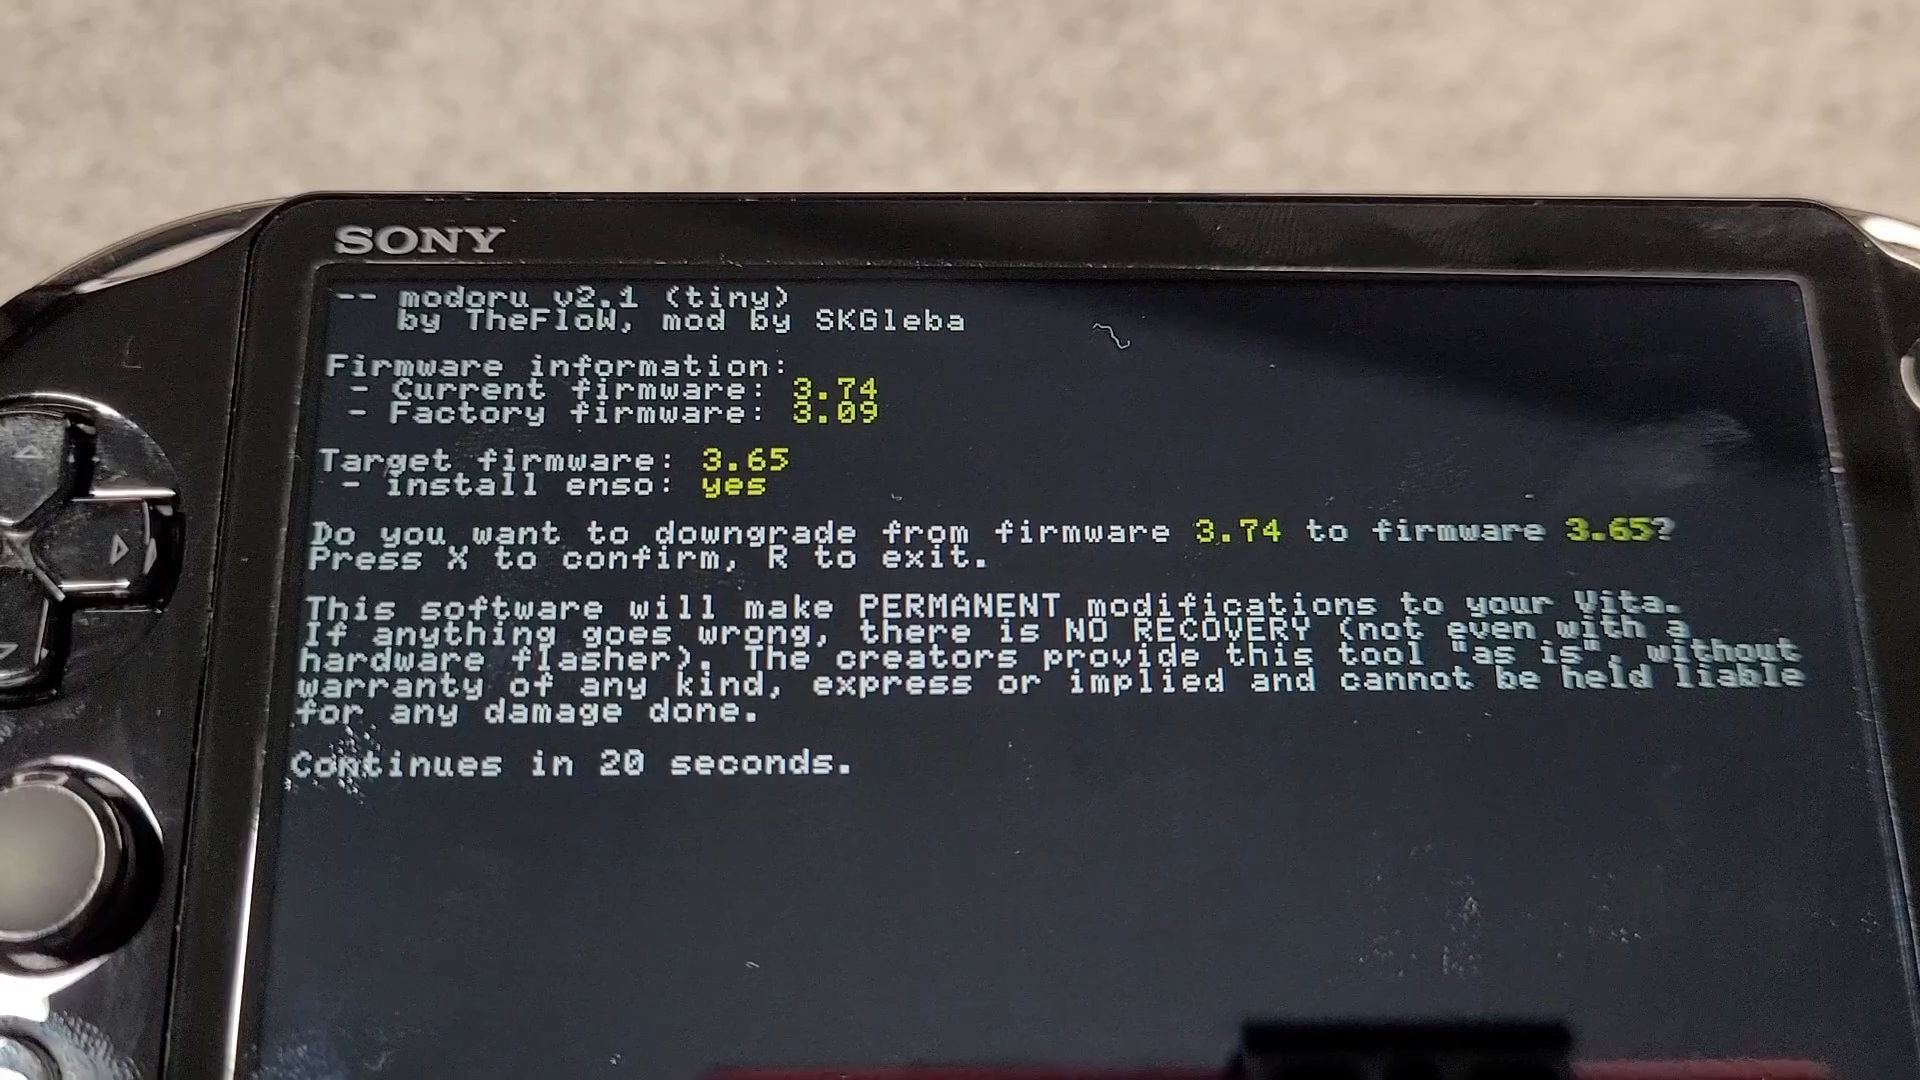 SONY
-- modoru v2.1 (tiny)
by TheFloW, mod by SKGleba
Firmware information:
- Current firmware: 3.74
- Factory firmware: 3.09
Target firmware: 3.65
- install enso: yes
Do you want to downgrade from firmware 3.74 to firmware 3.65?
Press X to confirm, R to exit.
This software will make PERMANENT modifications to your Vita.
If anything goes wrong, there is NO RECOVERY (not even with a
hardware flasher). The creators provide this tool "as is", without
warranty of any kind, express or implied and cannot be held liable
for any damage done.
Continues in 20 seconds.
L